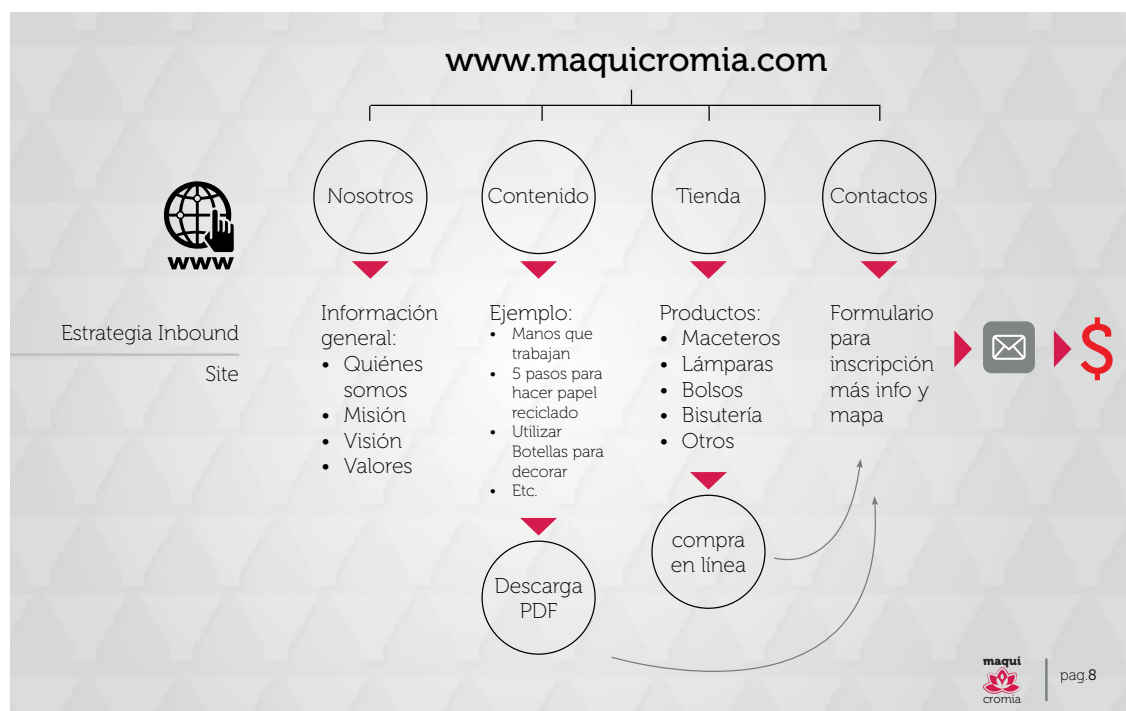 www.maquicromia.com
Nosotros
Contenido
Tienda
Contactos
www
Estrategia Inbound
Site
Información
general:
• Quiénes
somos
• Misión
• Visión
• Valores
Ejemplo:
• Manos que
trabajan
• 5 pasos para
hacer papel
reciclado
• Utilizar
Botellas para
decorar
• Etc.
Productos:
• Maceteros
• Lámparas
• Bolsos
• Bisutería
• Otros
Formulario
para
inscripción
más info y
mapa
$
Descarga
PDF
compra
en línea
maqui
cromia
pag.8